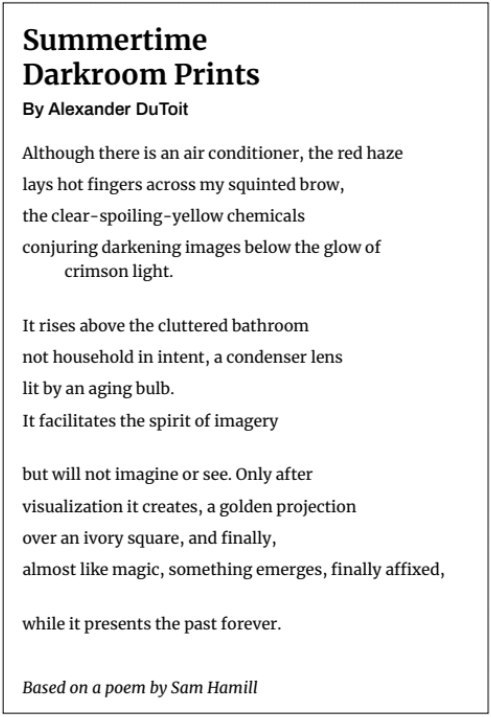 Summertime
Darkroom Prints
By Alexander DuToit
Although there is an air conditioner, the red haze
lays hot fingers across my squinted brow,
the clear-spoiling-yellow chemicals
conjuring darkening images below the glow of
crimson light.
It rises above the cluttered bathroom
not household in intent, a condenser lens
lit by an aging bulb.
It facilitates the spirit of imagery
but will not imagine or see. Only after
visualization it creates, a golden projection
over an ivory square, and finally,
almost like magic, something emerges, finally affixed,
while it presents the past forever.
Based on a poem by Sam Hamill